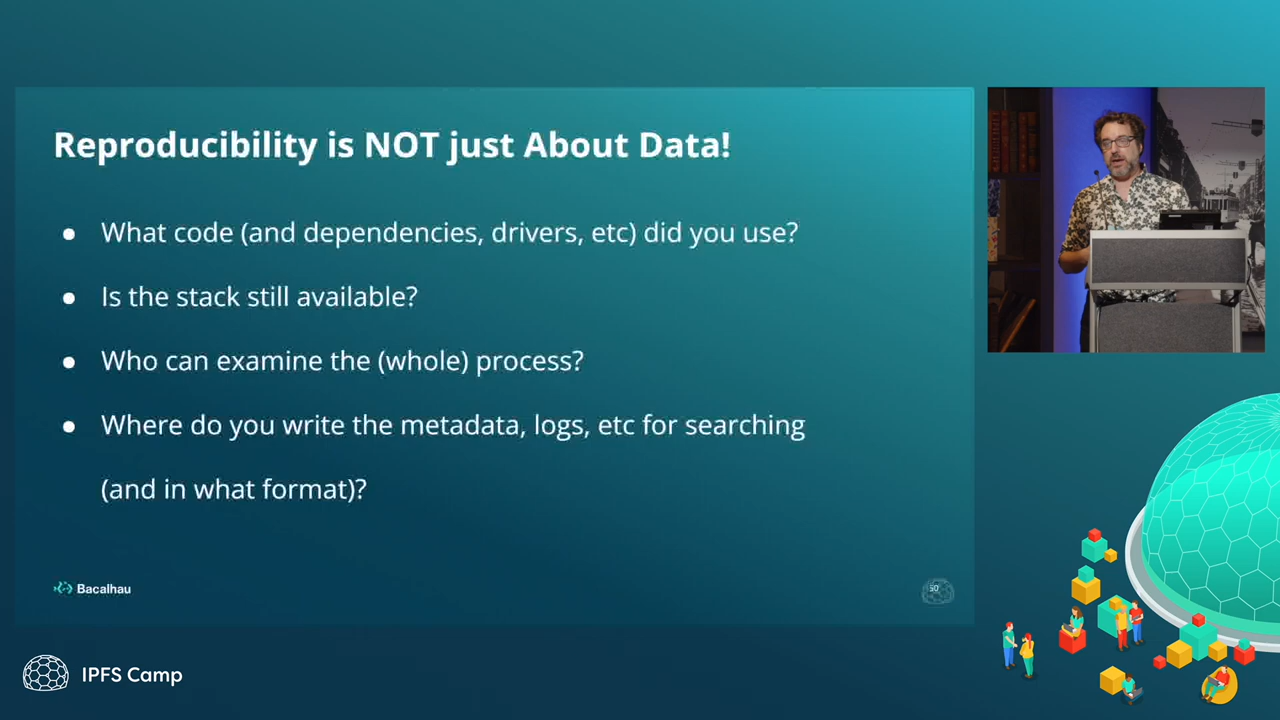 Reproducibility is NOT just About Data!
● What code (and dependencies, drivers, etc) did you use?
● Is the stack still available?
● Who can examine the (whole) process?
● Where do you write the metadata, logs, etc for searching
(and in what format)?
Bacalhau
50
IPFS Camp